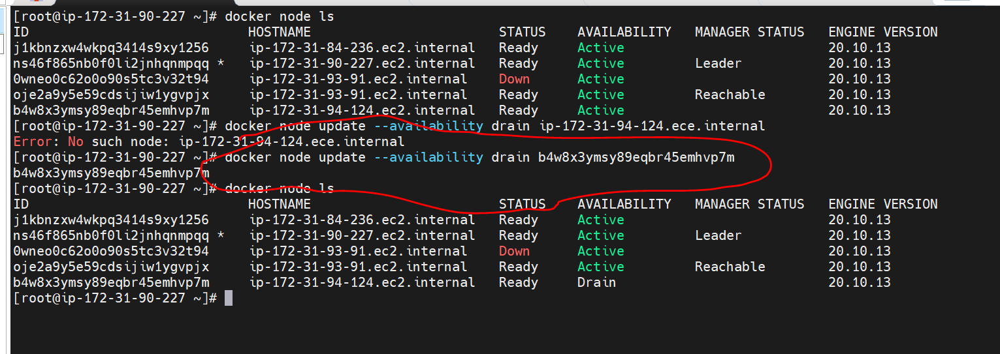 [root@ip-172-31-90-227 ~]# docker node ls
ID HOSTNAME STATUS AVAILABILITY MANAGER STATUS ENGINE VERSION
j1kbnzxw4wkpq3414s9xy1256 ip-172-31-84-236.ec2.internal Ready Active 20.10.13
ns46f865nb0f0li2jnhqnmpqq * ip-172-31-90-227.ec2.internal Ready Active Leader 20.10.13
0wneo0c62o0o90s5tc3v32t94 ip-172-31-93-91.ec2.internal Down Active 20.10.13
oje2a9y5e59cdsijiw1ygvpjx ip-172-31-93-91.ec2.internal Ready Active Reachable 20.10.13
b4w8x3ymsy89eqbr45emhvp7m ip-172-31-94-124.ec2.internal Ready Active 20.10.13
[root@ip-172-31-90-227 ~]# docker node update --availability drain ip-172-31-94-124.ece.internal
Error: No such node: ip-172-31-94-124.ece.internal
[root@ip-172-31-90-227 ~]# docker node update --availability drain b4w8x3ymsy89eqbr45emhvp7m
b4w8x3ymsy89eqbr45emhvp7m
[root@ip-172-31-90-227 ~]# docker node ls
ID HOSTNAME STATUS AVAILABILITY MANAGER STATUS ENGINE VERSION
j1kbnzxw4wkpq3414s9xy1256 ip-172-31-84-236.ec2.internal Ready Active 20.10.13
ns46f865nb0f0li2jnhqnmpqq * ip-172-31-90-227.ec2.internal Ready Active Leader 20.10.13
0wneo0c62o0o90s5tc3v32t94 ip-172-31-93-91.ec2.internal Down Active 20.10.13
oje2a9y5e59cdsijiw1ygvpjx ip-172-31-93-91.ec2.internal Ready Active Reachable 20.10.13
b4w8x3ymsy89eqbr45emhvp7m ip-172-31-94-124.ec2.internal Ready Drain 20.10.13
[root@ip-172-31-90-227 ~]#